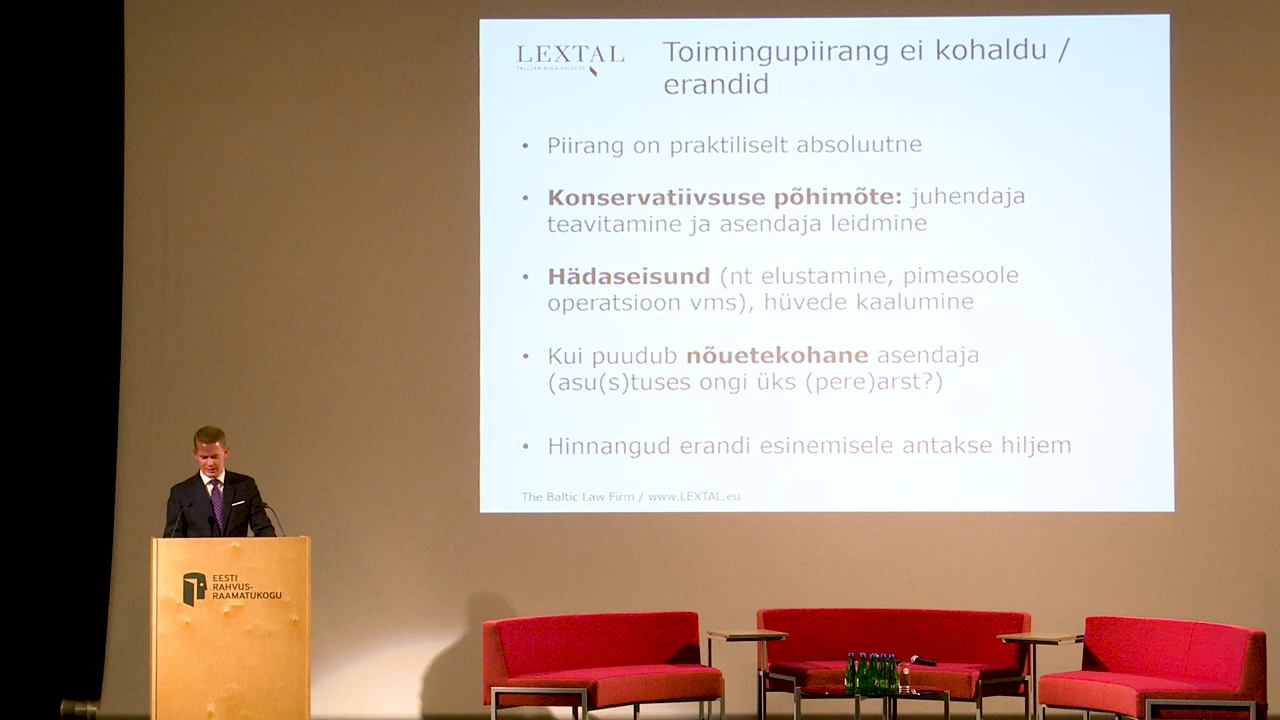 LEXTAL
Toimingupiirang ei kohaldu /
erandid
• Piirang on praktiliselt absoluutne
• Konservatiivsuse põhimõte: juhendaja
teavitamine ja asendaja leidmine
• Hädaseisund (nt elustamine, pimesoole
operatsioon vms), hüvede kaalumine
• Kui puudub nõuetekohane asendaja
(asu(s)tuses ongi üks (pere)arst?)
• Hinnangud erandi esinemisele antakse hiljem
The Baltic Law Firm / www.LEXTAL.eu
EESTI
RAHVUS-
RAAMATUKOGU